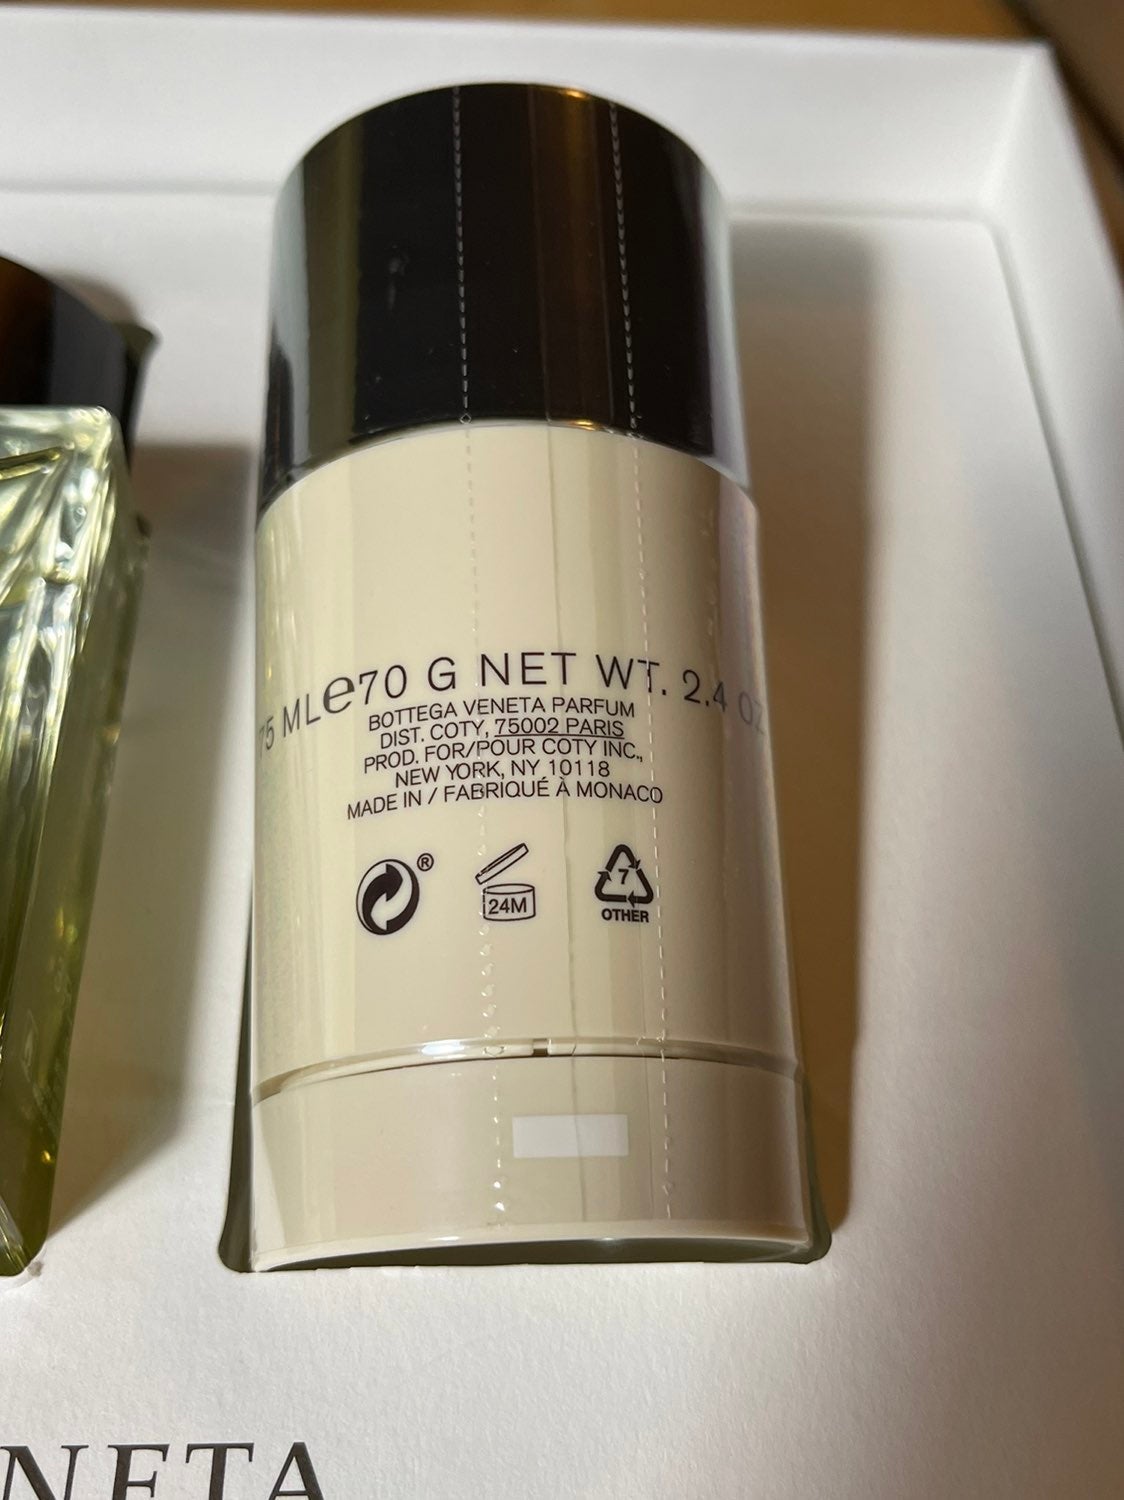 75 ML℮70 G NET WT. 2.4 OZ.
BOTTEGA VENETA PARFUM
DIST. COTY, 75002 PARIS
PROD. FOR/POUR COTY INC.,
NEW YORK, NY 10118
MADE IN / FABRIQUÉ À MONACO
®
24M
7
OTHER
NETA